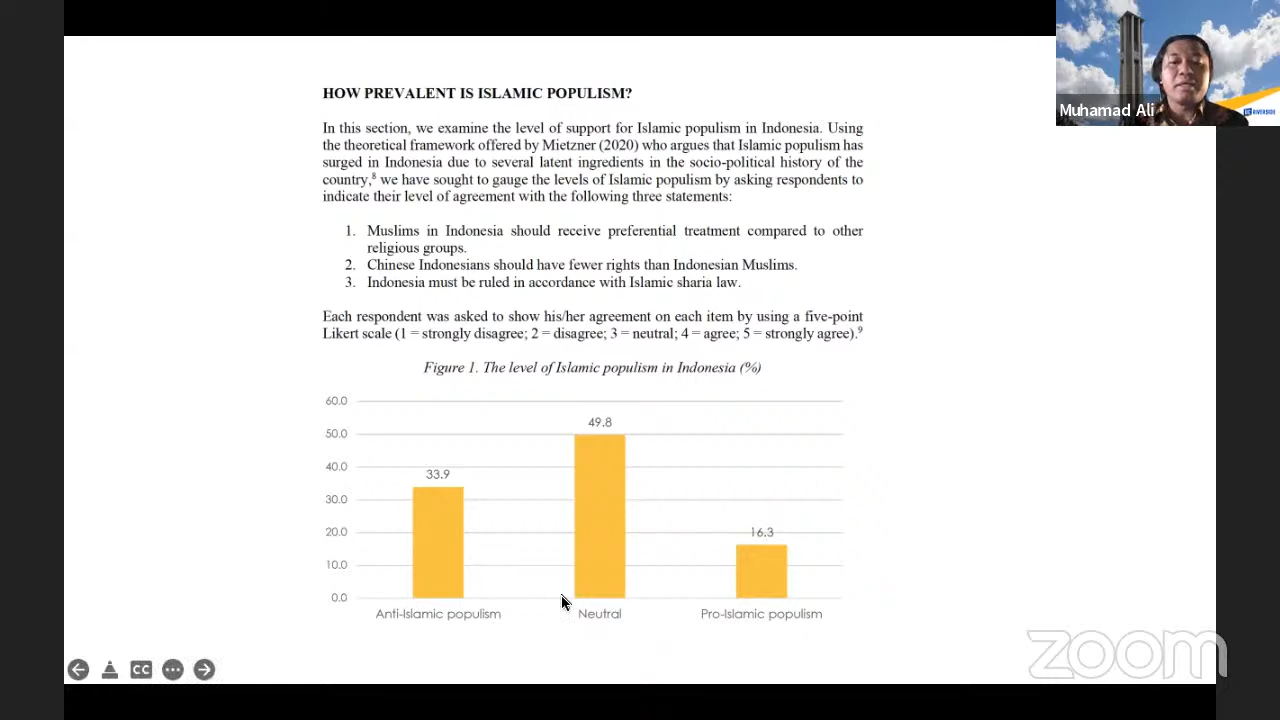 HOW PREVALENT IS ISLAMIC POPULISM?
In this section, we examine the level of support for Islamic populism in Indonesia. Using
the theoretical framework offered by Mietzner (2020) who argues that Islamic populism has
surged in Indonesia due to several latent ingredients in the socio-political history of the
country,⁸ we have sought to gauge the levels of Islamic populism by asking respondents to
indicate their level of agreement with the following three statements:
1. Muslims in Indonesia should receive preferential treatment compared to other
religious groups.
2. Chinese Indonesians should have fewer rights than Indonesian Muslims.
3. Indonesia must be ruled in accordance with Islamic sharia law.
Each respondent was asked to show his/her agreement on each item by using a five-point
Likert scale (1 = strongly disagree; 2 = disagree; 3 = neutral; 4 = agree; 5 = strongly agree).⁹
Figure 1. The level of Islamic populism in Indonesia (%)
60.0
50.0
40.0
30.0
20.0
10.0
0.0
33.9
49.8
16.3
Anti-Islamic populism
Neutral
Pro-Islamic populism
Muhamad Ali
RIVERSIDE
CC
zoom